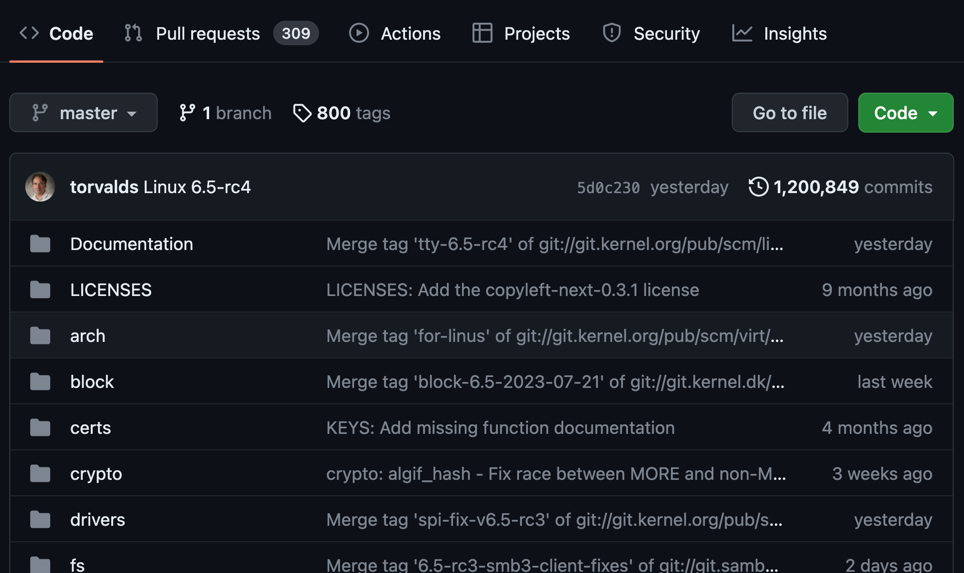 Code Pull requests 309 Actions Projects Security Insights
master 1 branch 800 tags Go to file Code
torvalds Linux 6.5-rc4 5d0c230 yesterday 1,200,849 commits
Documentation Merge tag 'tty-6.5-rc4' of git://git.kernel.org/pub/scm/li... yesterday
LICENSES LICENSES: Add the copyleft-next-0.3.1 license 9 months ago
arch Merge tag 'for-linus' of git://git.kernel.org/pub/scm/virt/... yesterday
block Merge tag 'block-6.5-2023-07-21' of git://git.kernel.dk/... last week
certs KEYS: Add missing function documentation 4 months ago
crypto crypto: algif_hash - Fix race between MORE and non-M... 3 weeks ago
drivers Merge tag 'spi-fix-v6.5-rc3' of git://git.kernel.org/pub/s... yesterday
fs Merge tag '6.5-rc3-smb3-client-fixes' of git://git.samb... 2 days ago